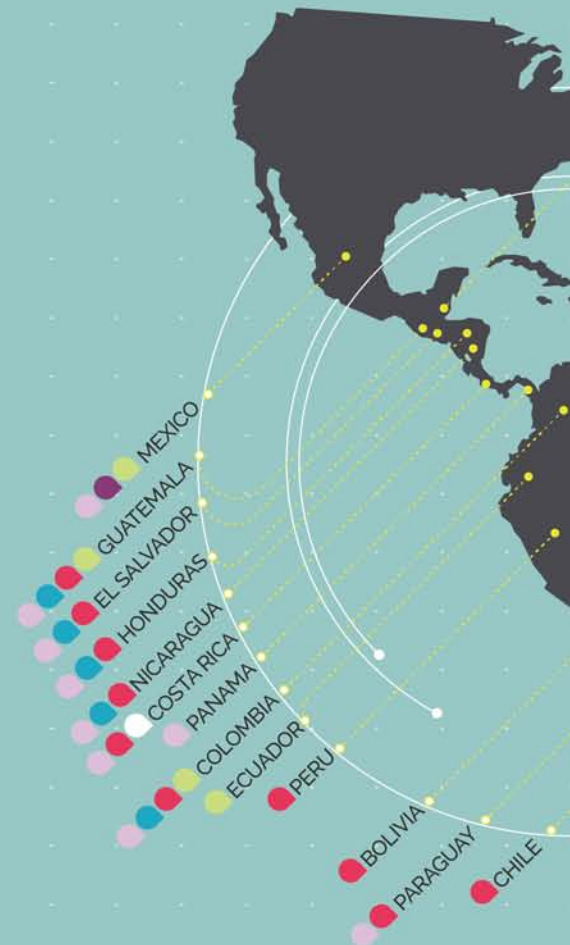 MEXICO
GUATEMALA
EL SALVADOR
HONDURAS
NICARAGUA
COSTA RICA
PANAMA
COLOMBIA
ECUADOR
PERU
BOLIVIA
PARAGUAY
CHILE